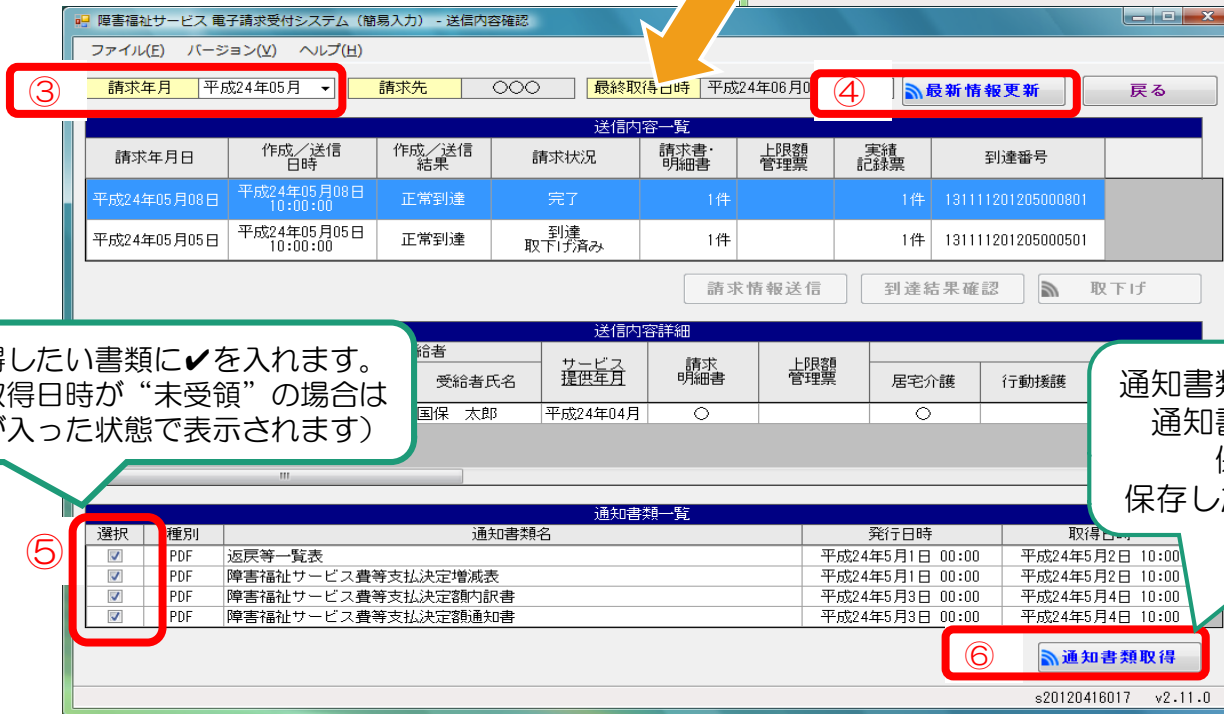 障害福祉サービス 電子請求受付システム（簡易入力） - 送信内容確認
ファイル(F) バージョン(V) ヘルプ(H)
③ 請求年月 平成24年05月 請求先 ○○○ 最終取得日時 平成24年06月0 ④ 最新情報更新 戻る
送信内容一覧
請求年月日 作成／送信日時 作成／送信結果 請求状況 請求書・明細書 上限額管理票 実績記録票 到達番号
平成24年05月08日 平成24年05月08日 10:00:00 正常到達 完了 1件 1件 131111201205000801
平成24年05月05日 平成24年05月05日 10:00:00 正常到達 到達取下げ済み 1件 1件 131111201205000501
請求情報送信 到達結果確認 取下げ
送信内容詳細
給者
受給者氏名 サービス提供年月 請求明細書 上限額管理票 居宅介護 行動援護
国保 太郎 平成24年04月 ○ ○
したい書類に✔を入れます。
取得日時が“未受領”の場合は
が入った状態で表示されます）
通知書類
通知書
保存し
通知書類一覧
⑤ 選択 種別 通知書類名 発行日時 取得日時
PDF 返戻等一覧表 平成24年5月1日 00:00 平成24年5月2日 10:00
PDF 障害福祉サービス費等支払決定増減表 平成24年5月1日 00:00 平成24年5月2日 10:00
PDF 障害福祉サービス費等支払決定額内訳書 平成24年5月3日 00:00 平成24年5月4日 10:00
PDF 障害福祉サービス費等支払決定額通知書 平成24年5月3日 00:00 平成24年5月4日 10:00
⑥ 通知書類取得
s20120416017 v2.11.0